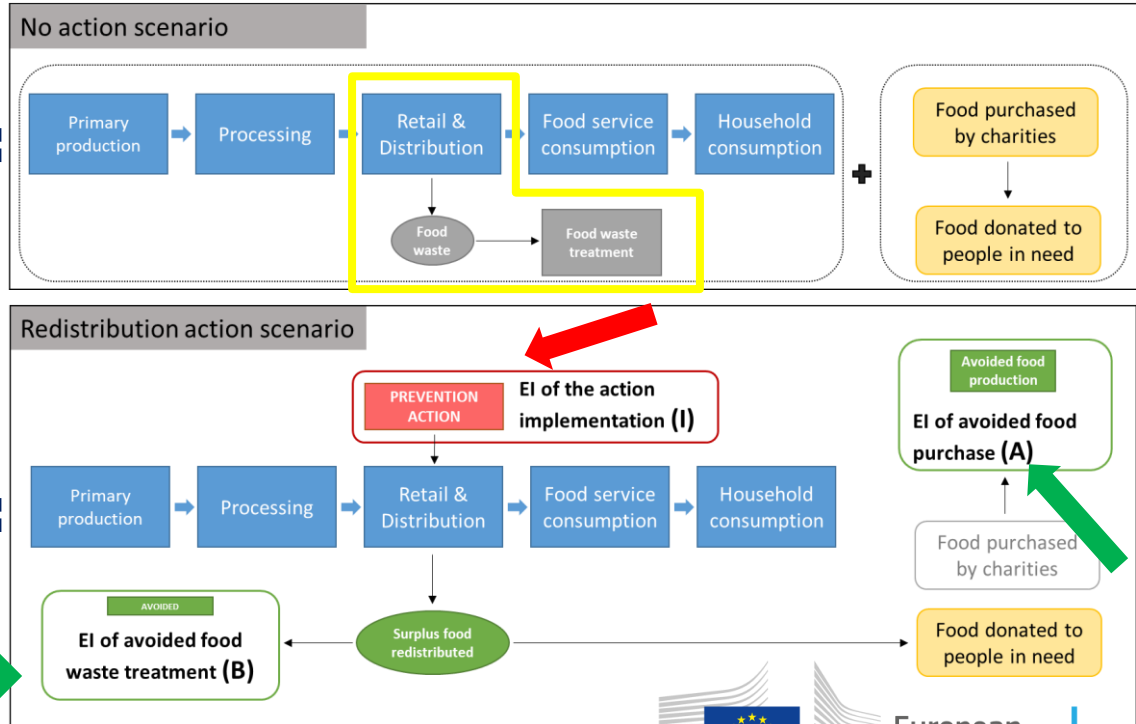 No action scenario
Primary
production
Processing
Retail &
Distribution
Food service
consumption
Household
consumption
Food
waste
Food waste
treatment
Food purchased
by charities
Food donated to
people in need
Redistribution action scenario
PREVENTION
ACTION
EI of the action
implementation (I)
Avoided food
production
EI of avoided food
purchase (A)
Primary
production
Processing
Retail &
Distribution
Food service
consumption
Household
consumption
Food purchased
by charities
AVOIDED
EI of avoided food
waste treatment (B)
Surplus food
redistributed
Food donated to
people in need
European